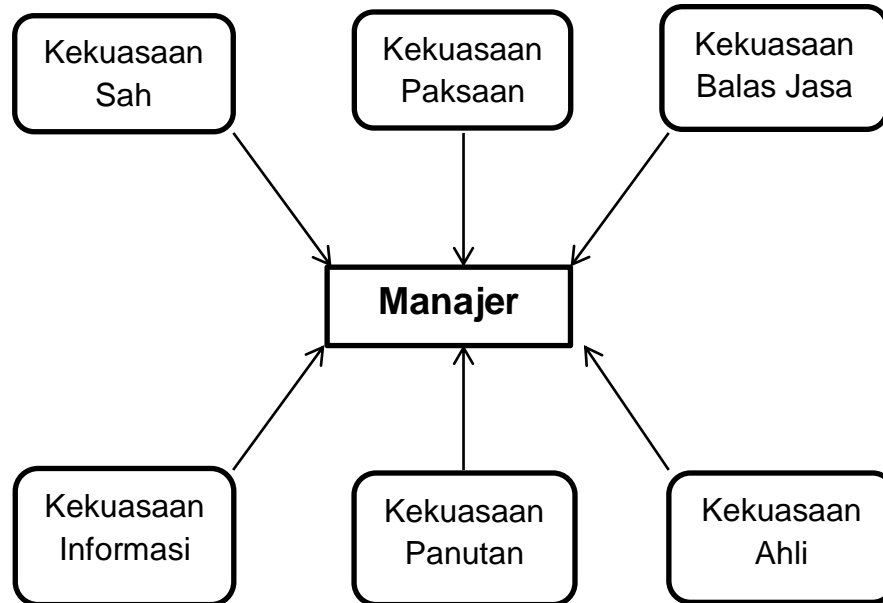 Kekuasaan
Sah
Kekuasaan
Paksaan
Kekuasaan
Balas Jasa
Manajer
Kekuasaan
Informasi
Kekuasaan
Panutan
Kekuasaan
Ahli